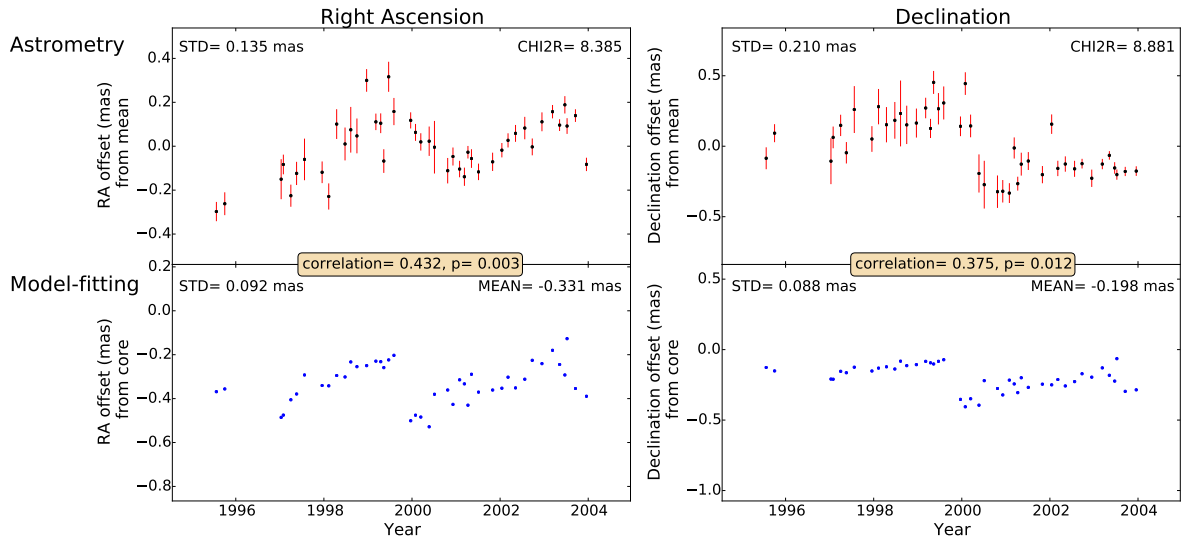 Right Ascension
Declination
Astrometry
STD= 0.135 mas
CHI2R= 8.385
RA offset (mas)
from mean
0.4
0.2
0.0
−0.2
−0.4
STD= 0.210 mas
CHI2R= 8.881
Declination offset (mas)
from mean
0.5
0.0
−0.5
correlation= 0.432, p= 0.003
correlation= 0.375, p= 0.012
Model-fitting
STD= 0.092 mas
MEAN= -0.331 mas
RA offset (mas)
from core
0.2
0.0
−0.2
−0.4
−0.6
−0.8
1996 1998 2000 2002 2004
Year
STD= 0.088 mas
MEAN= -0.198 mas
Declination offset (mas)
from core
0.5
0.0
−0.5
−1.0
1996 1998 2000 2002 2004
Year